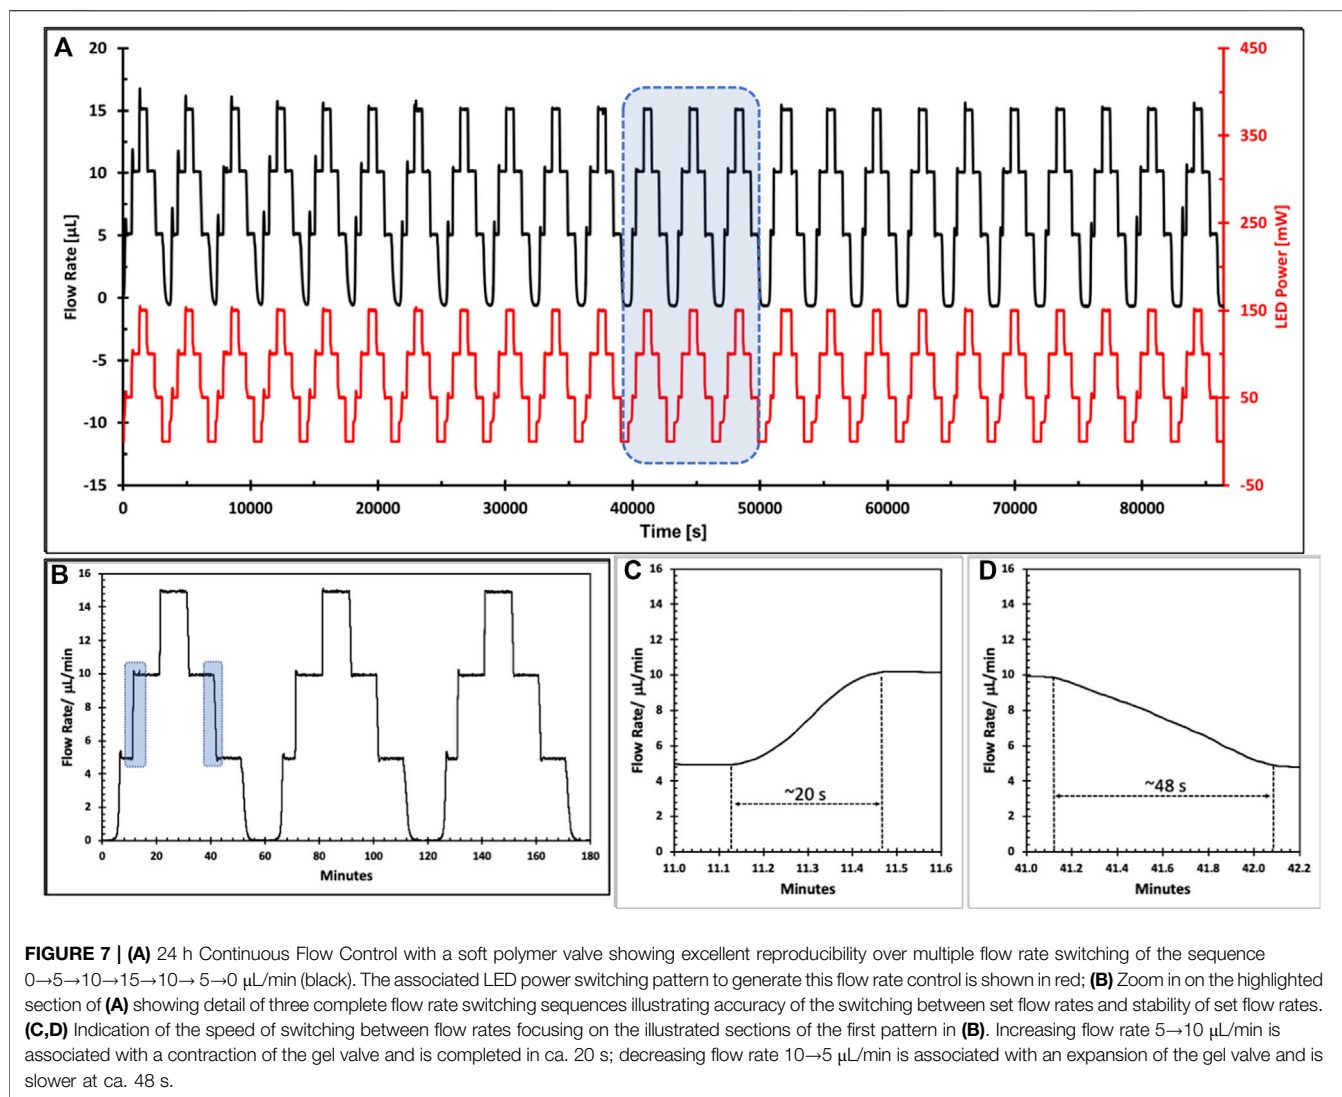 A
20
15
10
5
0
-5
-10
-15
Flow Rate [µL]
450
350
250
150
50
-50
LED Power [mW]
0 10000 20000 30000 40000 50000 60000 70000 80000
Time [s]
B
16
14
12
10
8
6
4
2
0
Flow Rate/ µL/min
0 20 40 60 80 100 120 140 160 180
Minutes
C
16
14
12
10
8
6
4
2
0
Flow Rate/ µL/min
~20 s
11.0 11.1 11.2 11.3 11.4 11.5 11.6
Minutes
D
16
14
12
10
8
6
4
2
0
Flow Rate/ µL/min
~48 s
41.0 41.2 41.4 41.6 41.8 42.0 42.2
Minutes
FIGURE 7 | (A) 24 h Continuous Flow Control with a soft polymer valve showing excellent reproducibility over multiple flow rate switching of the sequence
0→5→10→15→10→ 5→0 µL/min (black). The associated LED power switching pattern to generate this flow rate control is shown in red; (B) Zoom in on the highlighted
section of (A) showing detail of three complete flow rate switching sequences illustrating accuracy of the switching between set flow rates and stability of set flow rates.
(C,D) Indication of the speed of switching between flow rates focusing on the illustrated sections of the first pattern in (B). Increasing flow rate 5→10 µL/min is
associated with a contraction of the gel valve and is completed in ca. 20 s; decreasing flow rate 10→5 µL/min is associated with an expansion of the gel valve and is
slower at ca. 48 s.